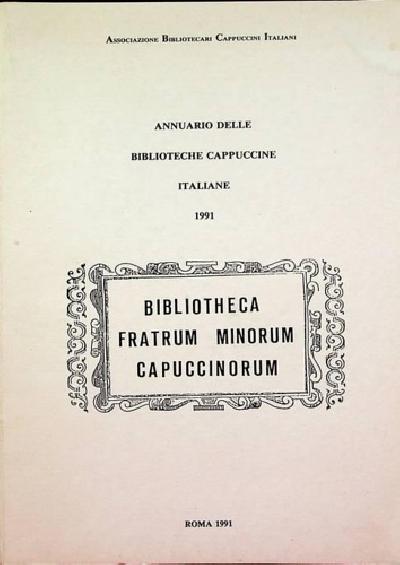 ASSOCIAZIONE BIBLIOTECARI CAPPUCCINI ITALIANI
ANNUARIO DELLE
BIBLIOTECHE CAPPUCCINE
ITALIANE
1991
BIBLIOTHECA
FRATRUM MINORUM
CAPUCCINORUM
ROMA 1991